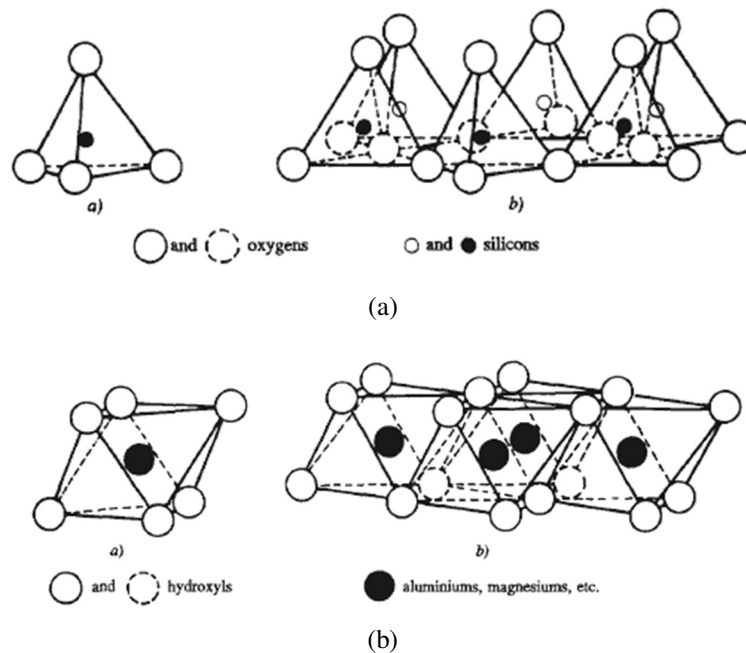 a)
b)
and oxygens
and silicons
(a)
a)
b)
and hydroxyls
aluminiums, magnesiums, etc.
(b)